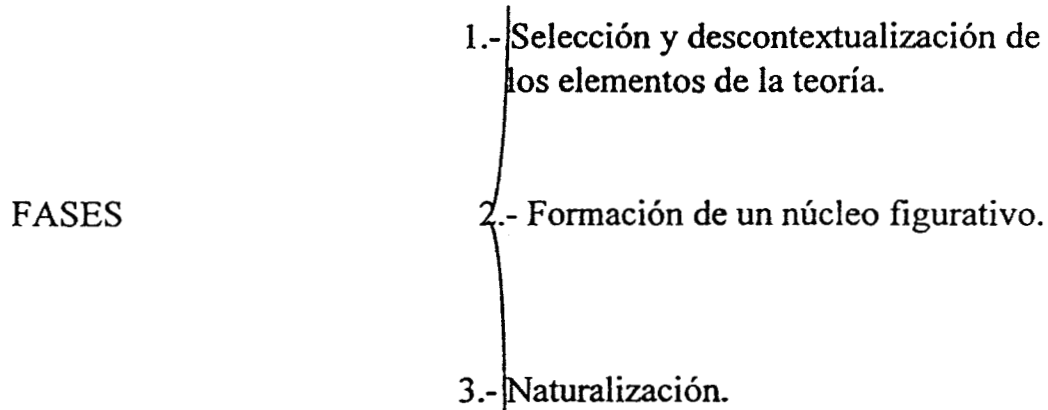 1.- Selección y descontextualización de
los elementos de la teoría.
FASES
2.- Formación de un núcleo figurativo.
3.- Naturalización.